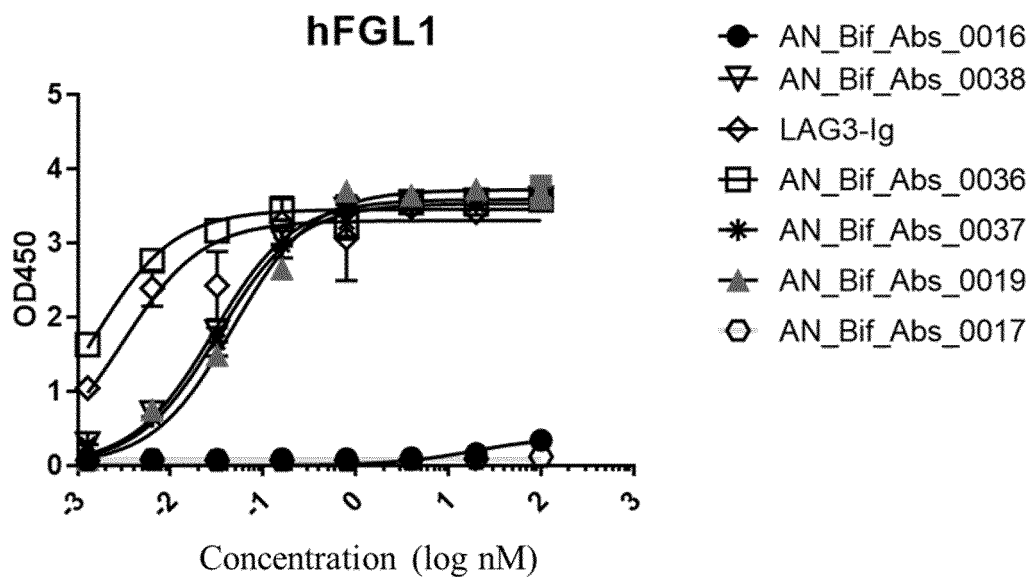 hFGL1
OD450
5
4
3
2
1
0
-3
-2
-1
0
1
2
3
Concentration (log nM)
AN_Bif_Abs_0016
AN_Bif_Abs_0038
LAG3-Ig
AN_Bif_Abs_0036
AN_Bif_Abs_0037
AN_Bif_Abs_0019
AN_Bif_Abs_0017